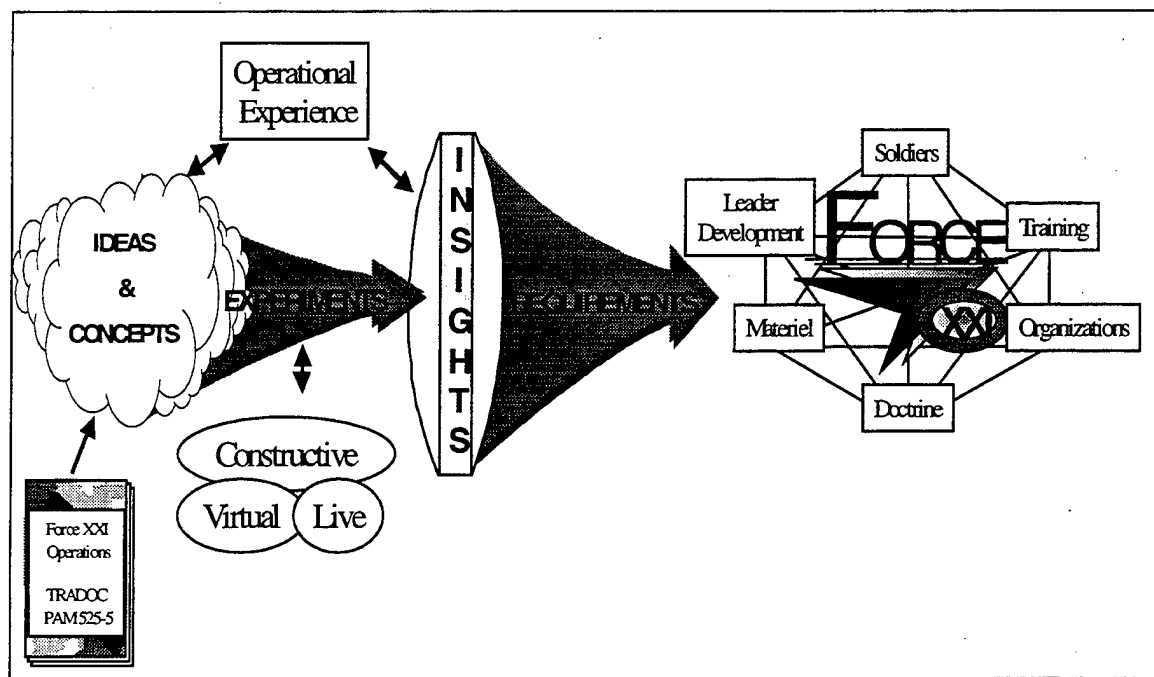 Operational
Experience
IDEAS
&
CONCEPTS
EXPERIMENTS
INSIGHTS
REQUIREMENTS
Constructive
Virtual
Live
Force XXI
Operations
TRADOC
PAM 525-5
Soldiers
Leader
Development
FORCE
Training
Materiel
XXI
Organizations
Doctrine